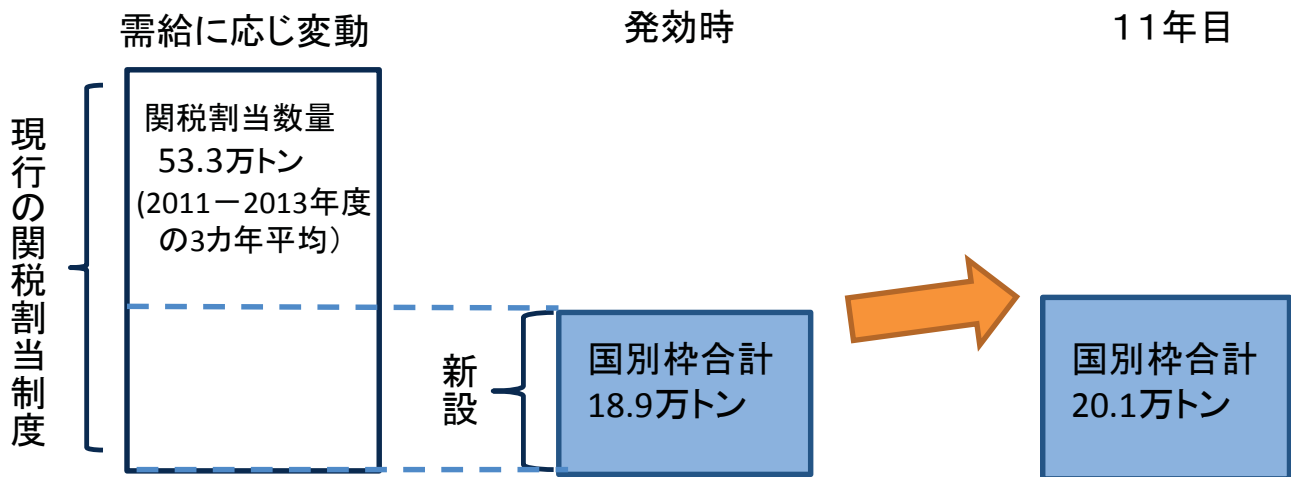 需給に応じ変動
発効時
11年目
現行の関税割当制度
関税割当数量
53.3万トン
(2011－2013年度
の3カ年平均）
新設
国別枠合計
18.9万トン
国別枠合計
20.1万トン